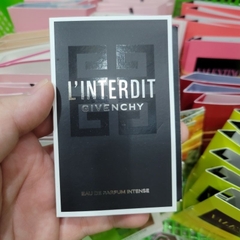 L'INTERDIT
GIVENCHY
EAU DE PARFUM INTENSE